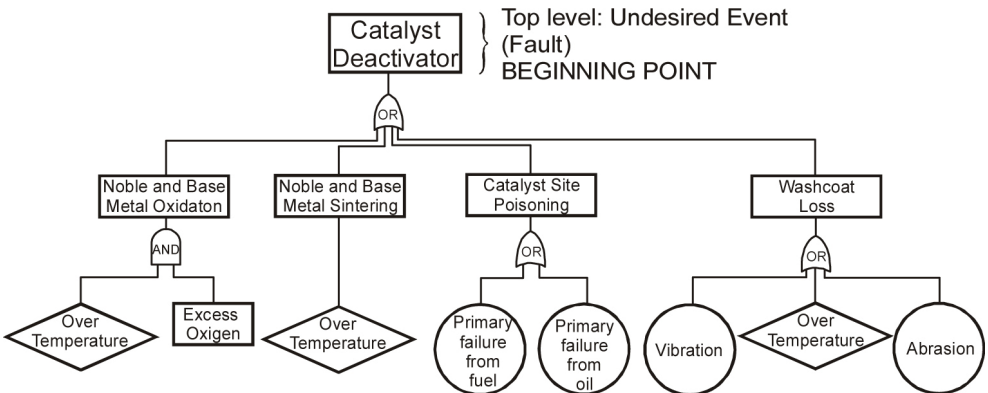 Catalyst
Deactivator
Top level: Undesired Event
(Fault)
BEGINNING POINT
OR
Noble and Base
Metal Oxidaton
Noble and Base
Metal Sintering
Catalyst Site
Poisoning
Washcoat
Loss
AND
OR
OR
Over
Temperature
Excess
Oxigen
Over
Temperature
Primary
failure
from
fuel
Primary
failure
from
oil
Vibration
Over
Temperature
Abrasion